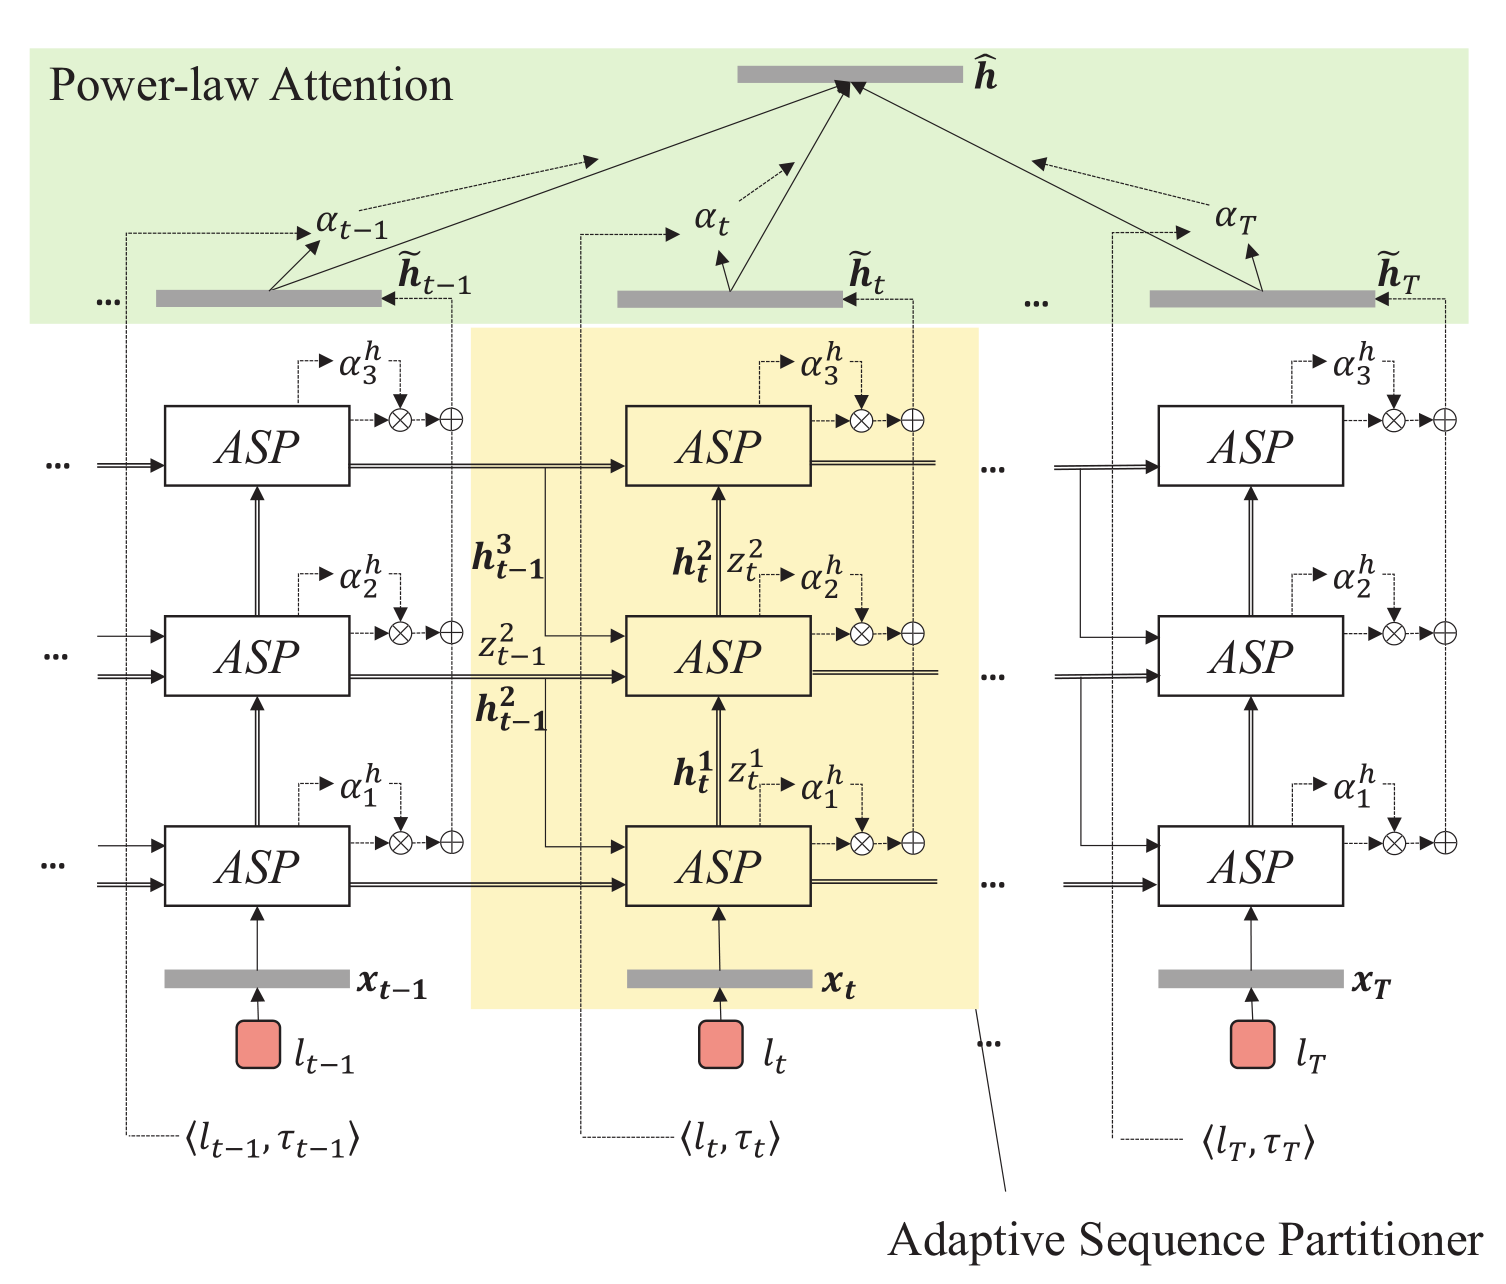 Power-law Attention
ĥ
α_{t−1}
α_t
α_T
h̃_{t−1}
h̃_t
h̃_T
... ...
α_3^h α_3^h α_3^h
ASP ASP ASP
... ...
h_{t−1}^3 h_t^2 z_t^2
α_2^h α_2^h α_2^h
z_{t−1}^2
ASP ASP ASP
... ...
h_{t−1}^2 h_t^1 z_t^1
α_1^h α_1^h α_1^h
ASP ASP ASP
... ...
x_{t−1} x_t x_T
l_{t−1} l_t ... l_T
⟨l_{t−1}, τ_{t−1}⟩ ⟨l_t, τ_t⟩ ⟨l_T, τ_T⟩
Adaptive Sequence Partitioner